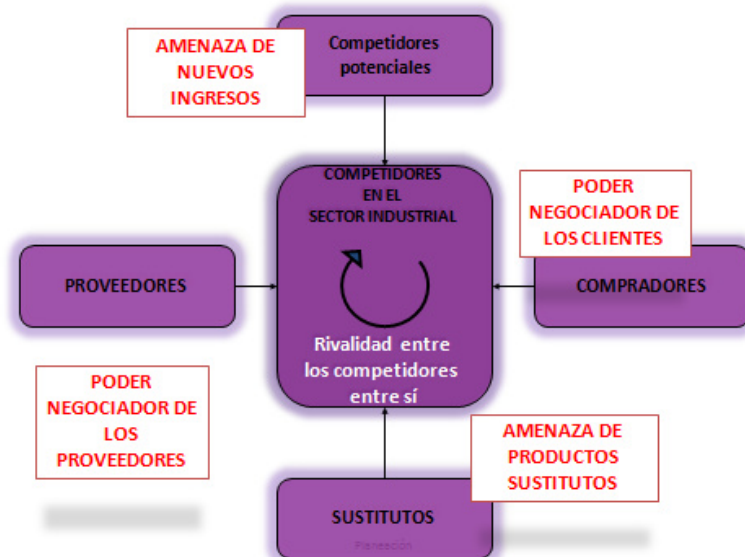 AMENAZA DE
NUEVOS
INGRESOS
Competidores
potenciales
COMPETIDORES
EN EL
SECTOR INDUSTRIAL
PODER
NEGOCIADOR DE
LOS CLIENTES
PROVEEDORES
COMPRADORES
Rivalidad entre
los competidores
entre sí
PODER
NEGOCIADOR DE
LOS
PROVEEDORES
AMENAZA DE
PRODUCTOS
SUSTITUTOS
SUSTITUTOS
Planeación